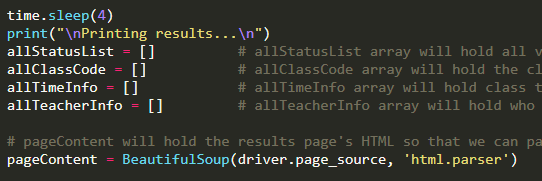 time.sleep(4)
print("\nPrinting results...\n")
allStatusList = [] # allStatusList array will hold all
allClassCode = [] # allClassCode array will hold the
allTimeInfo = [] # allTimeInfo array will hold class
allTeacherInfo = [] # allTeacherInfo array will hold who
# pageContent will hold the results page's HTML so that we can
pageContent = BeautifulSoup(driver.page_source, 'html.parser')